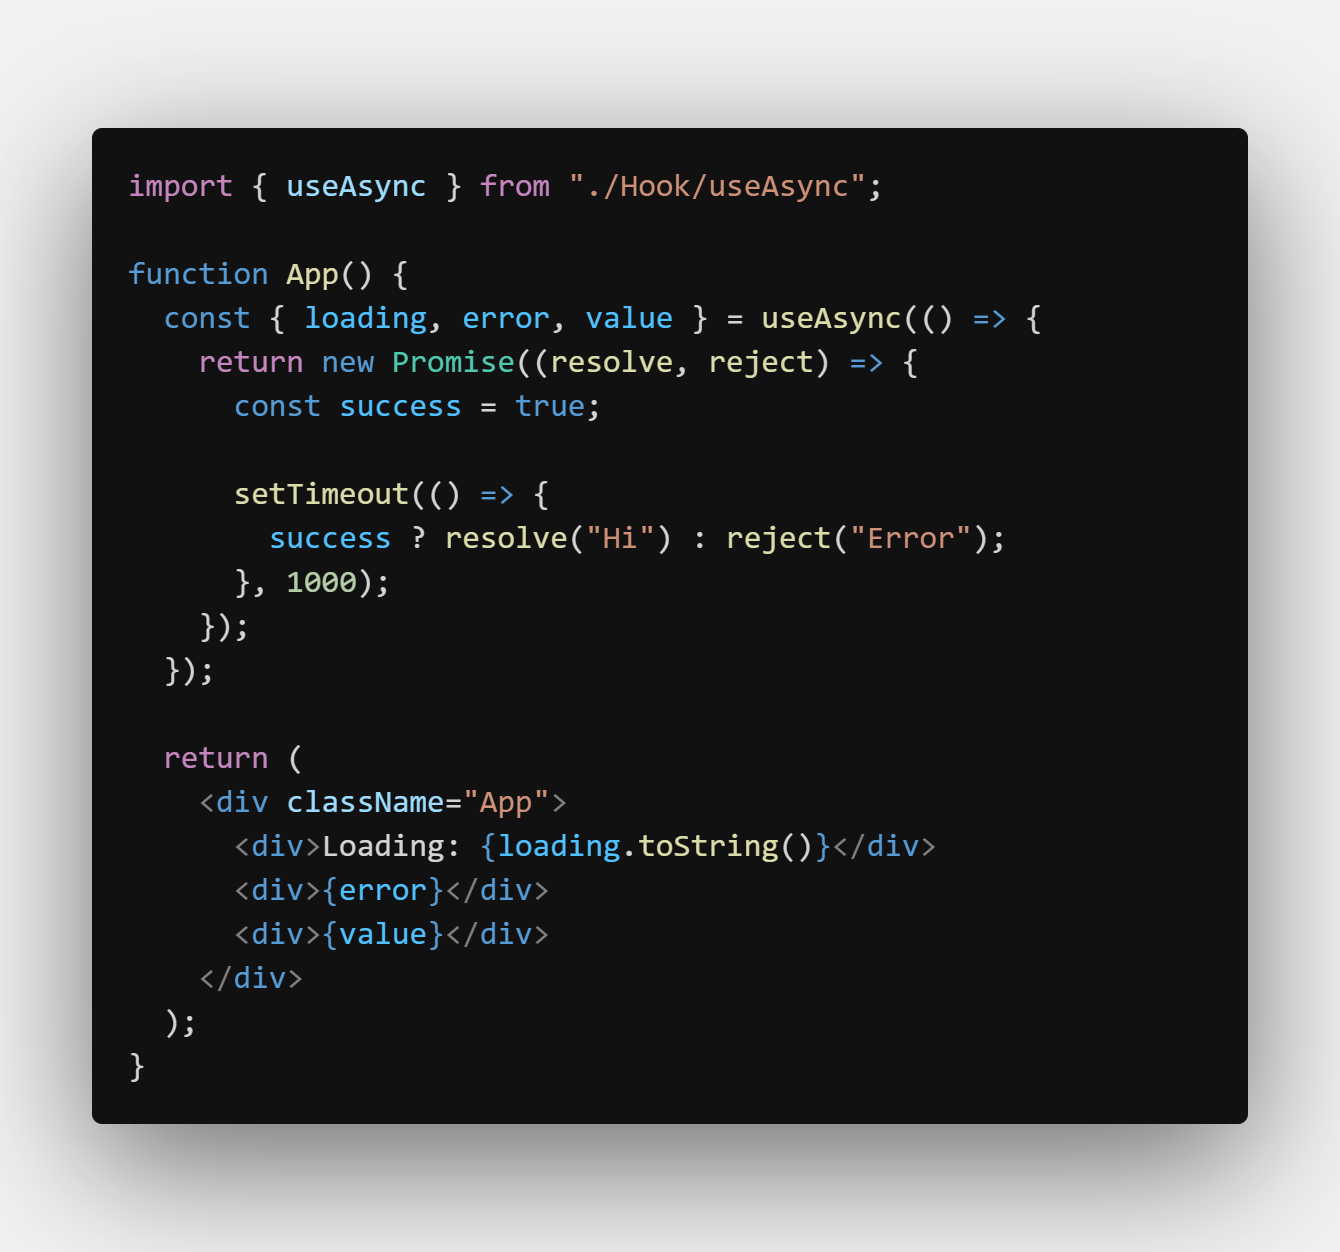 import { useAsync } from "./Hook/useAsync";

function App() {
  const { loading, error, value } = useAsync(() => {
    return new Promise((resolve, reject) => {
      const success = true;

      setTimeout(() => {
        success ? resolve("Hi") : reject("Error");
      }, 1000);
    });
  });

  return (
    <div className="App">
      <div>Loading: {loading.toString()}</div>
      <div>{error}</div>
      <div>{value}</div>
    </div>
  );
}